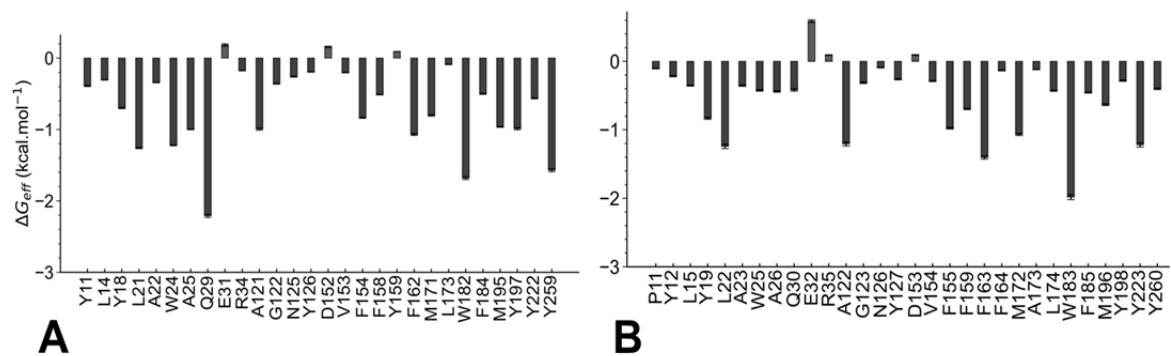 ΔG_eff (kcal.mol⁻¹)
0
−1
−2
−3
Y11 L14 Y18 L21 A22 W24 A25 Q29 E31 R34 A121 G122 N125 Y126 D152 V153 F154 F158 Y159 F162 M171 L173 W182 F184 M195 Y197 Y222 Y259
A
0
−1
−2
−3
P11 Y12 L15 Y19 L22 A23 W25 A26 Q30 E32 R35 A122 G123 N126 Y127 D153 V154 F155 F159 F163 F164 M172 A173 L174 W183 F185 M196 Y198 Y223 Y260
B